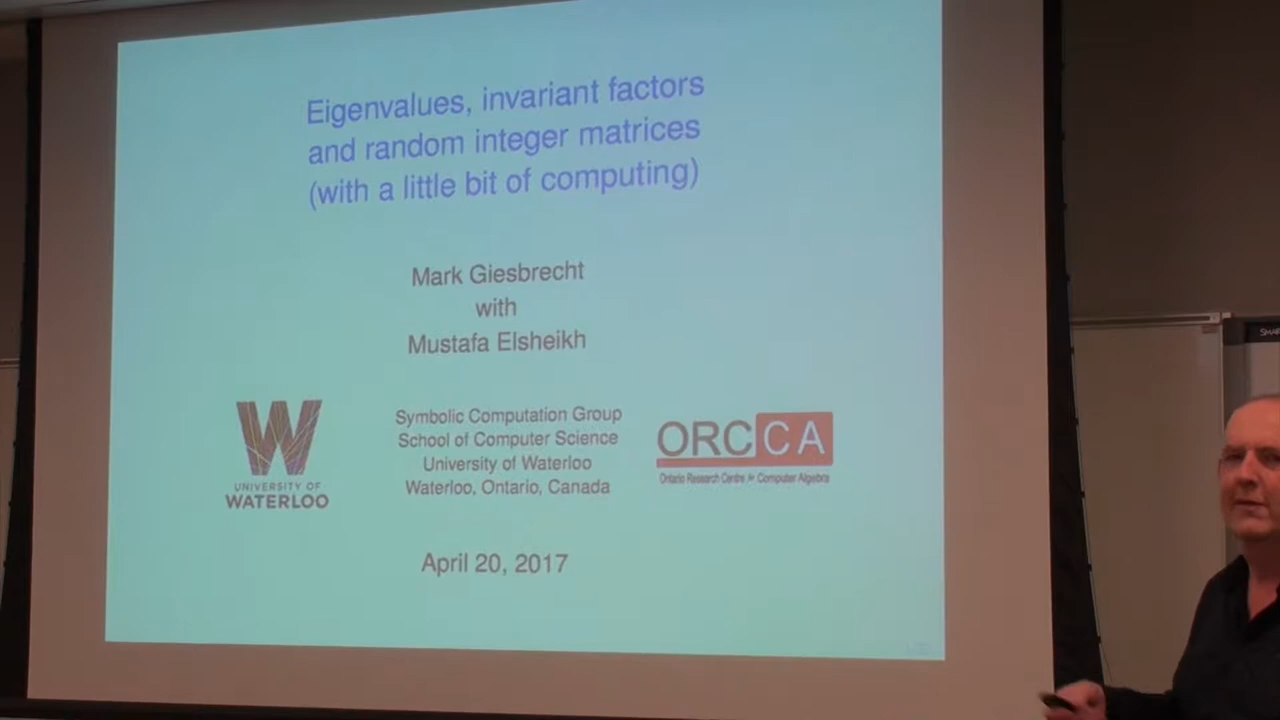 Eigenvalues, invariant factors
and random integer matrices
(with a little bit of computing)
Mark Giesbrecht
with
Mustafa Elsheikh
W
UNIVERSITY OF
WATERLOO
Symbolic Computation Group
School of Computer Science
University of Waterloo
Waterloo, Ontario, Canada
ORCCA
Ontario Research Centre for Computer Algebra
April 20, 2017